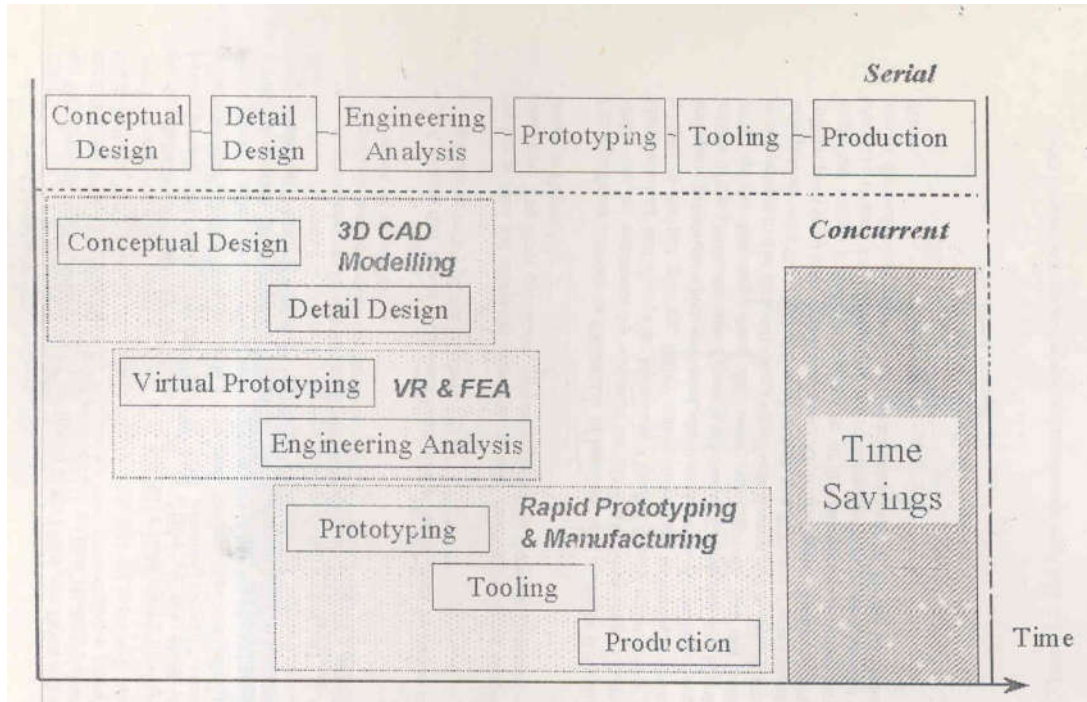 Serial
Conceptual
Design
Detail
Design
Engineering
Analysis
Prototyping
Tooling
Production
Concurrent
Conceptual Design
3D CAD
Modelling
Detail Design
Virtual Prototyping
VR & FEA
Engineering Analysis
Time
Savings
Prototyping
Rapid Prototyping
& Manufacturing
Tooling
Production
Time